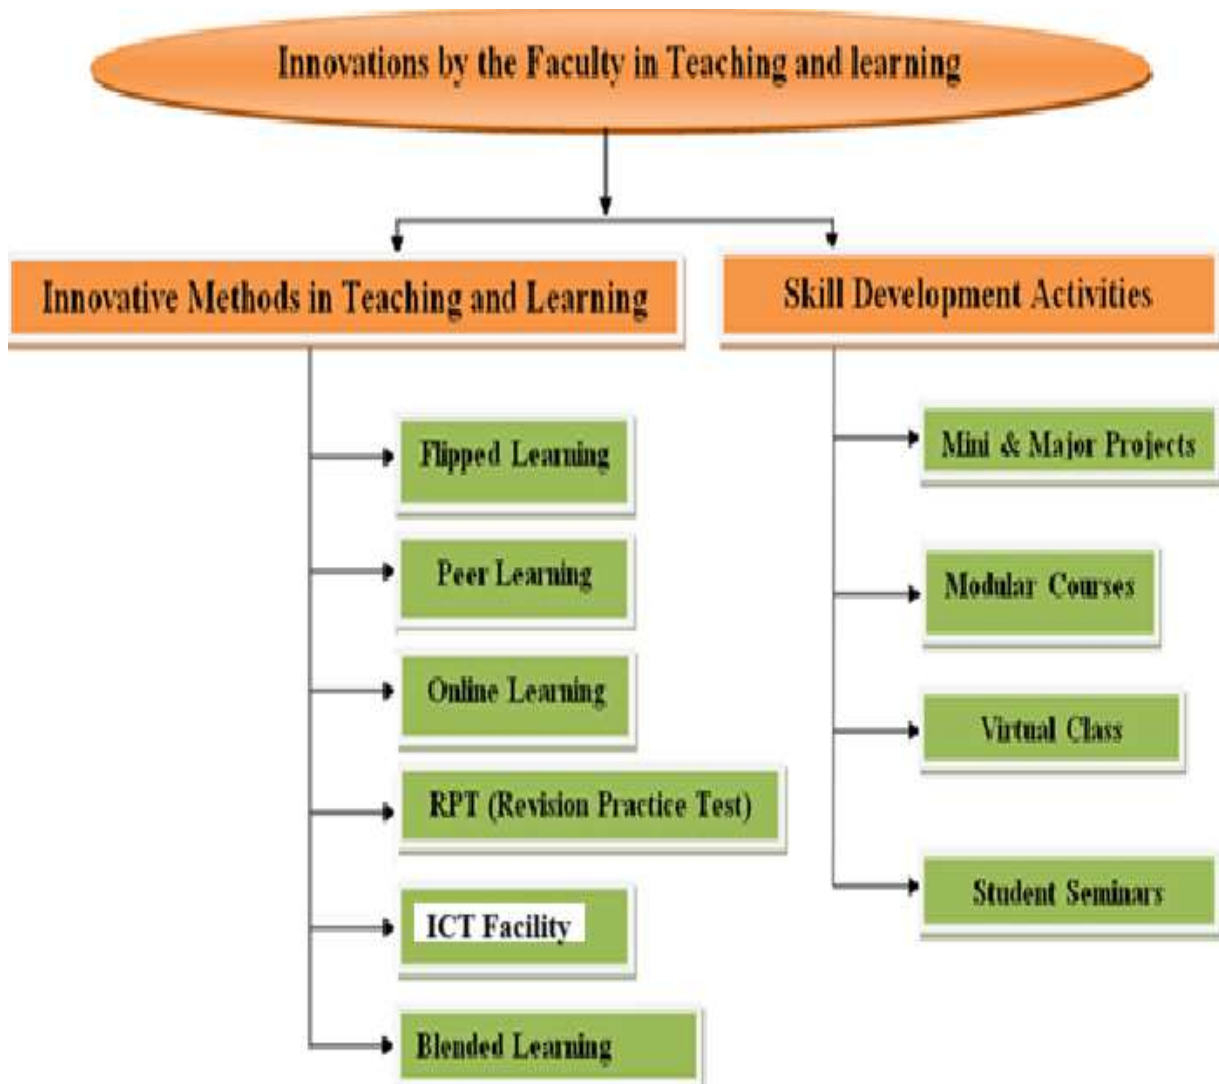 Innovations by the Faculty in Teaching and learning
Innovative Methods in Teaching and Learning
Flipped Learning
Peer Learning
Online Learning
RPT (Revision Practice Test)
ICT Facility
Blended Learning
Skill Development Activities
Mini & Major Projects
Modular Courses
Virtual Class
Student Seminars